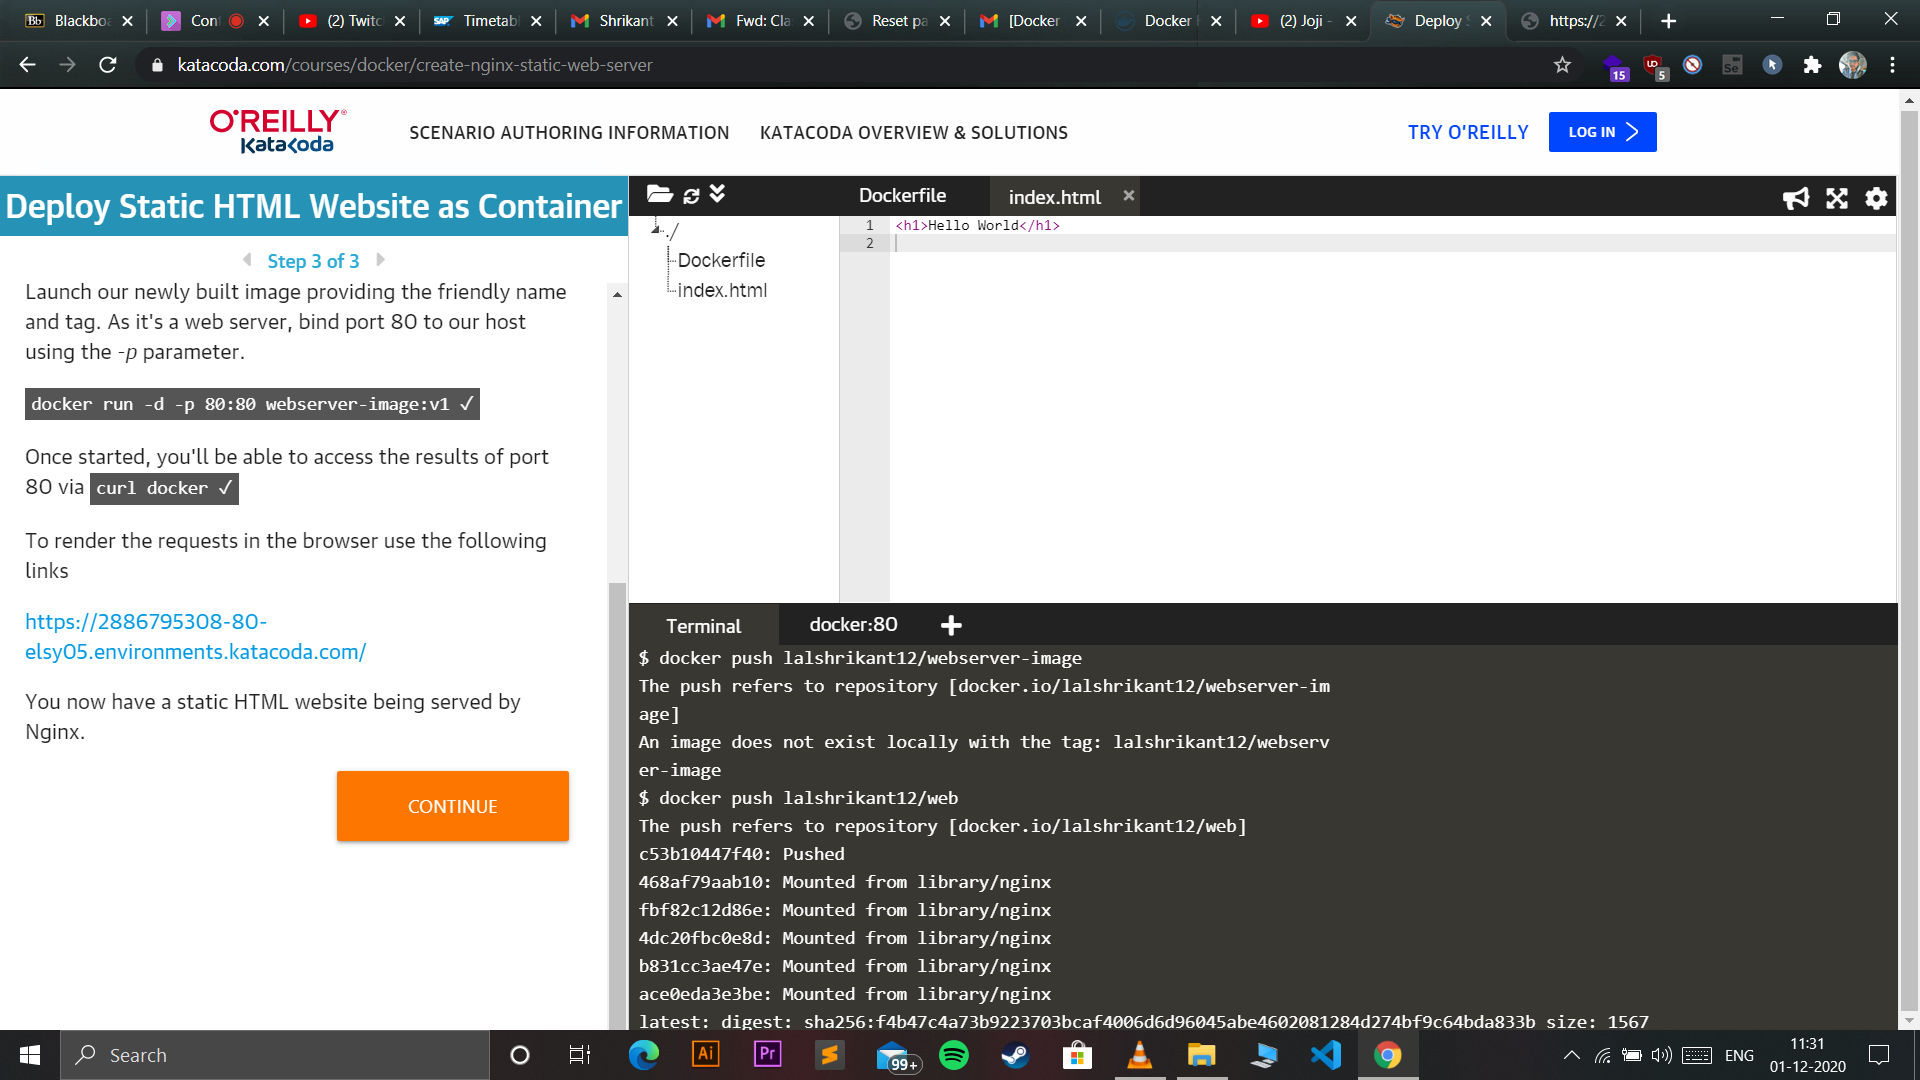 Blackboa
Con
(2) Twitc
Timetab
Shrikant
Fwd: Cla
Reset pa
[Docker
Docker
(2) Joji -
Deploy S
https://2
katacoda.com/courses/docker/create-nginx-static-web-server
15
5
O'REILLY
Katacoda
SCENARIO AUTHORING INFORMATION
KATACODA OVERVIEW & SOLUTIONS
TRY O'REILLY
LOG IN
Deploy Static HTML Website as Container
Step 3 of 3
Launch our newly built image providing the friendly name
and tag. As it's a web server, bind port 80 to our host
using the -p parameter.
docker run -d -p 80:80 webserver-image:v1 ✓
Once started, you'll be able to access the results of port
80 via curl docker ✓
To render the requests in the browser use the following
links
https://2886795308-80-
elsy05.environments.katacoda.com/
You now have a static HTML website being served by
Nginx.
CONTINUE
./
Dockerfile
index.html
Dockerfile
index.html
1 <h1>Hello World</h1>
2
Terminal
docker:80
$ docker push lalshrikant12/webserver-image
The push refers to repository [docker.io/lalshrikant12/webserver-im
age]
An image does not exist locally with the tag: lalshrikant12/webserv
er-image
$ docker push lalshrikant12/web
The push refers to repository [docker.io/lalshrikant12/web]
c53b10447f40: Pushed
468af79aab10: Mounted from library/nginx
fbf82c12d86e: Mounted from library/nginx
4dc20fbc0e8d: Mounted from library/nginx
b831cc3ae47e: Mounted from library/nginx
ace0eda3e3be: Mounted from library/nginx
latest: digest: sha256:f4b47c4a73b9223703bcaf4006d6d96045abe4602081284d274bf9c64bda833b size: 1567
Search
Ai
Pr
99+
ENG
11:31
01-12-2020